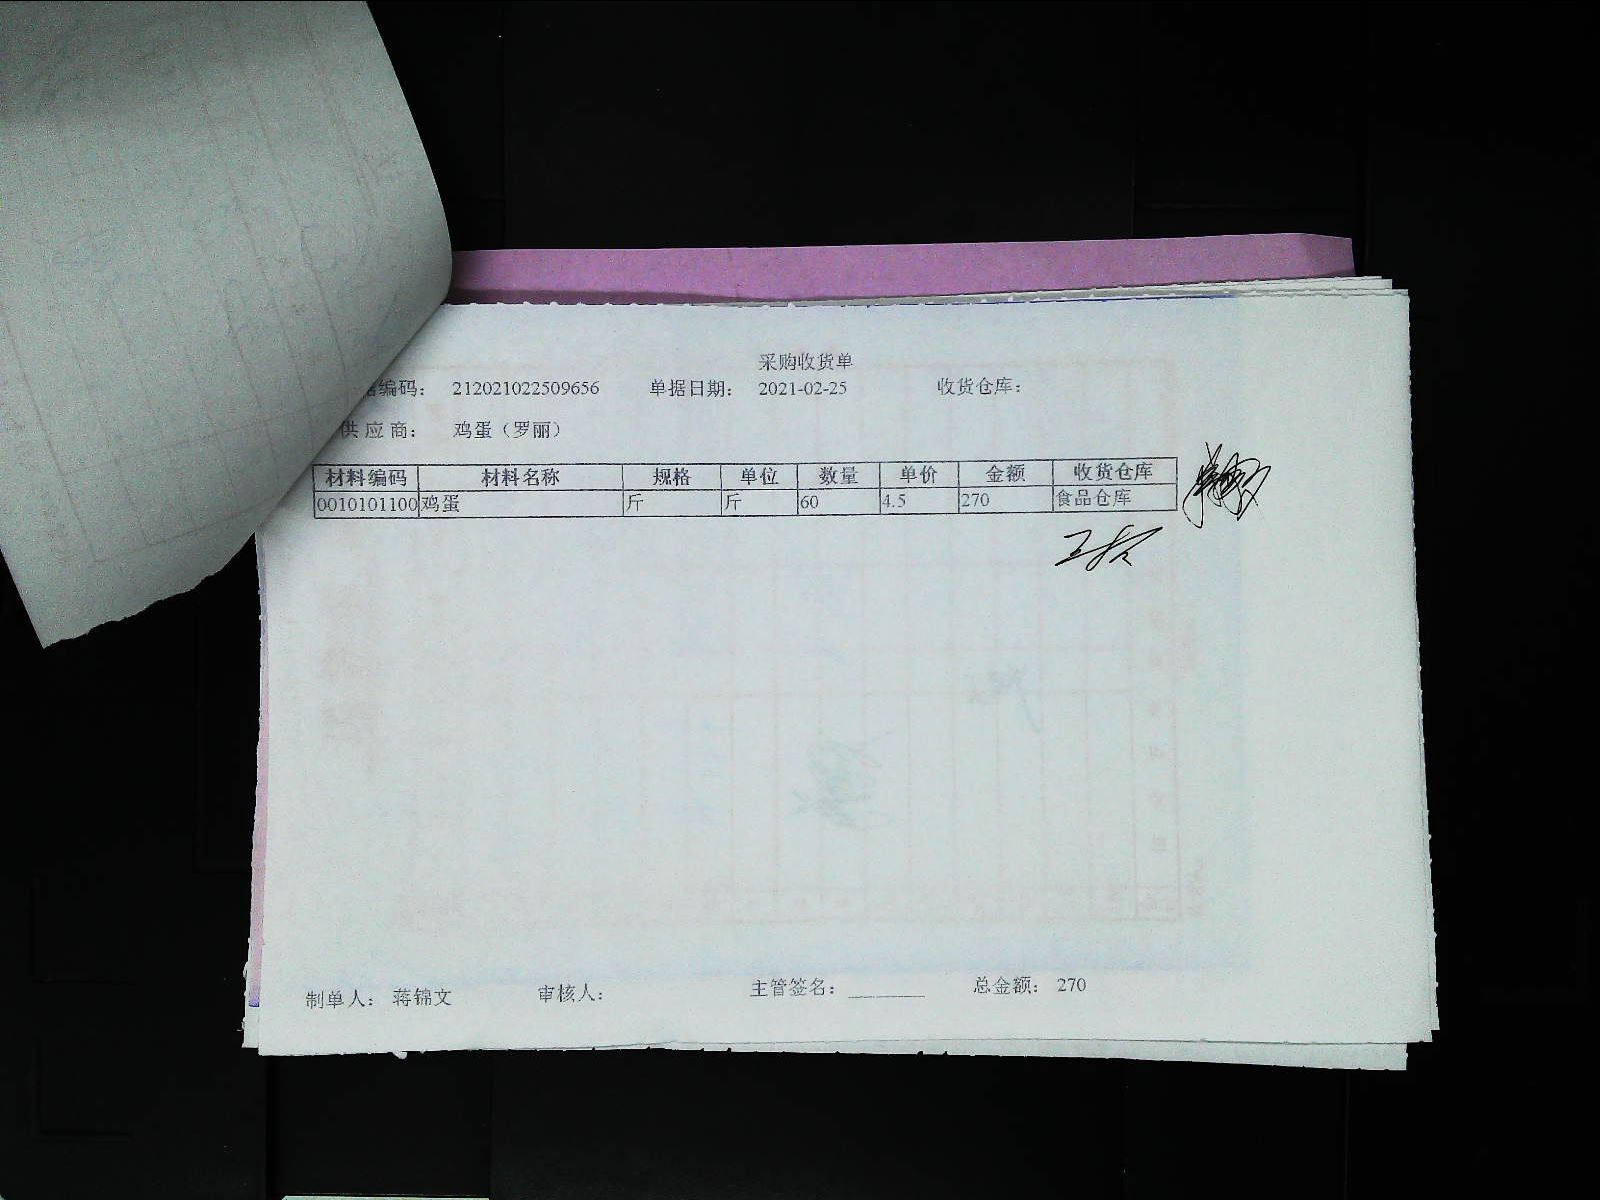 采购收货单
编码： 212021022509656 单据日期： 2021-02-25 收货仓库：
供应商： 鸡蛋（罗丽）
材料编码 材料名称 规格 单位 数量 单价 金额 收货仓库
0010101100 鸡蛋 斤 斤 60 4.5 270 食品仓库
制单人： 蒋锦文 审核人： 主管签名： ________ 总金额： 270